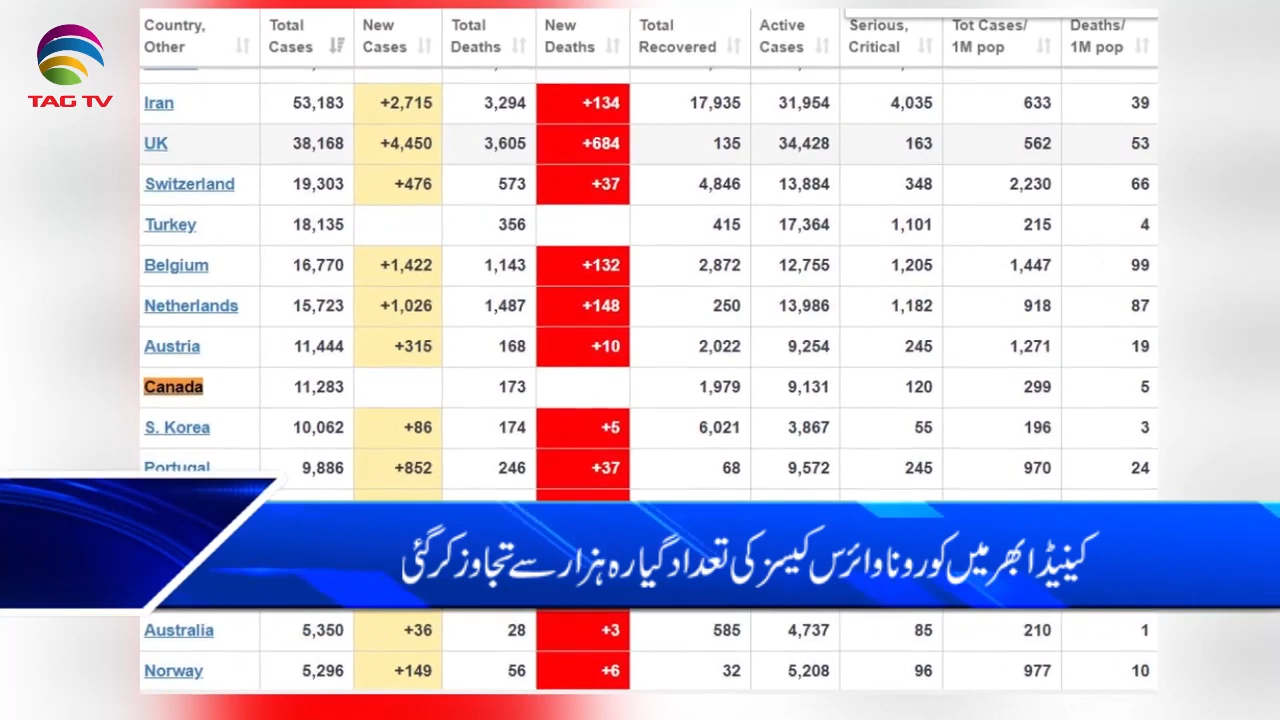 TAG TV
Country, Other Total Cases New Cases Total Deaths New Deaths Total Recovered Active Cases Serious, Critical Tot Cases/ 1M pop Deaths/ 1M pop
Iran 53,183 +2,715 3,294 +134 17,935 31,954 4,035 633 39
UK 38,168 +4,450 3,605 +684 135 34,428 163 562 53
Switzerland 19,303 +476 573 +37 4,846 13,884 348 2,230 66
Turkey 18,135 356 415 17,364 1,101 215 4
Belgium 16,770 +1,422 1,143 +132 2,872 12,755 1,205 1,447 99
Netherlands 15,723 +1,026 1,487 +148 250 13,986 1,182 918 87
Austria 11,444 +315 168 +10 2,022 9,254 245 1,271 19
Canada 11,283 173 1,979 9,131 120 299 5
S. Korea 10,062 +86 174 +5 6,021 3,867 55 196 3
Portugal 9,886 +852 246 +37 68 9,572 245 970 24
کینیڈا بھر میں کورونا وائرس کیسز کی تعداد گیارہ ہزار سے تجاوز کر گئی
Australia 5,350 +36 28 +3 585 4,737 85 210 1
Norway 5,296 +149 56 +6 32 5,208 96 977 10